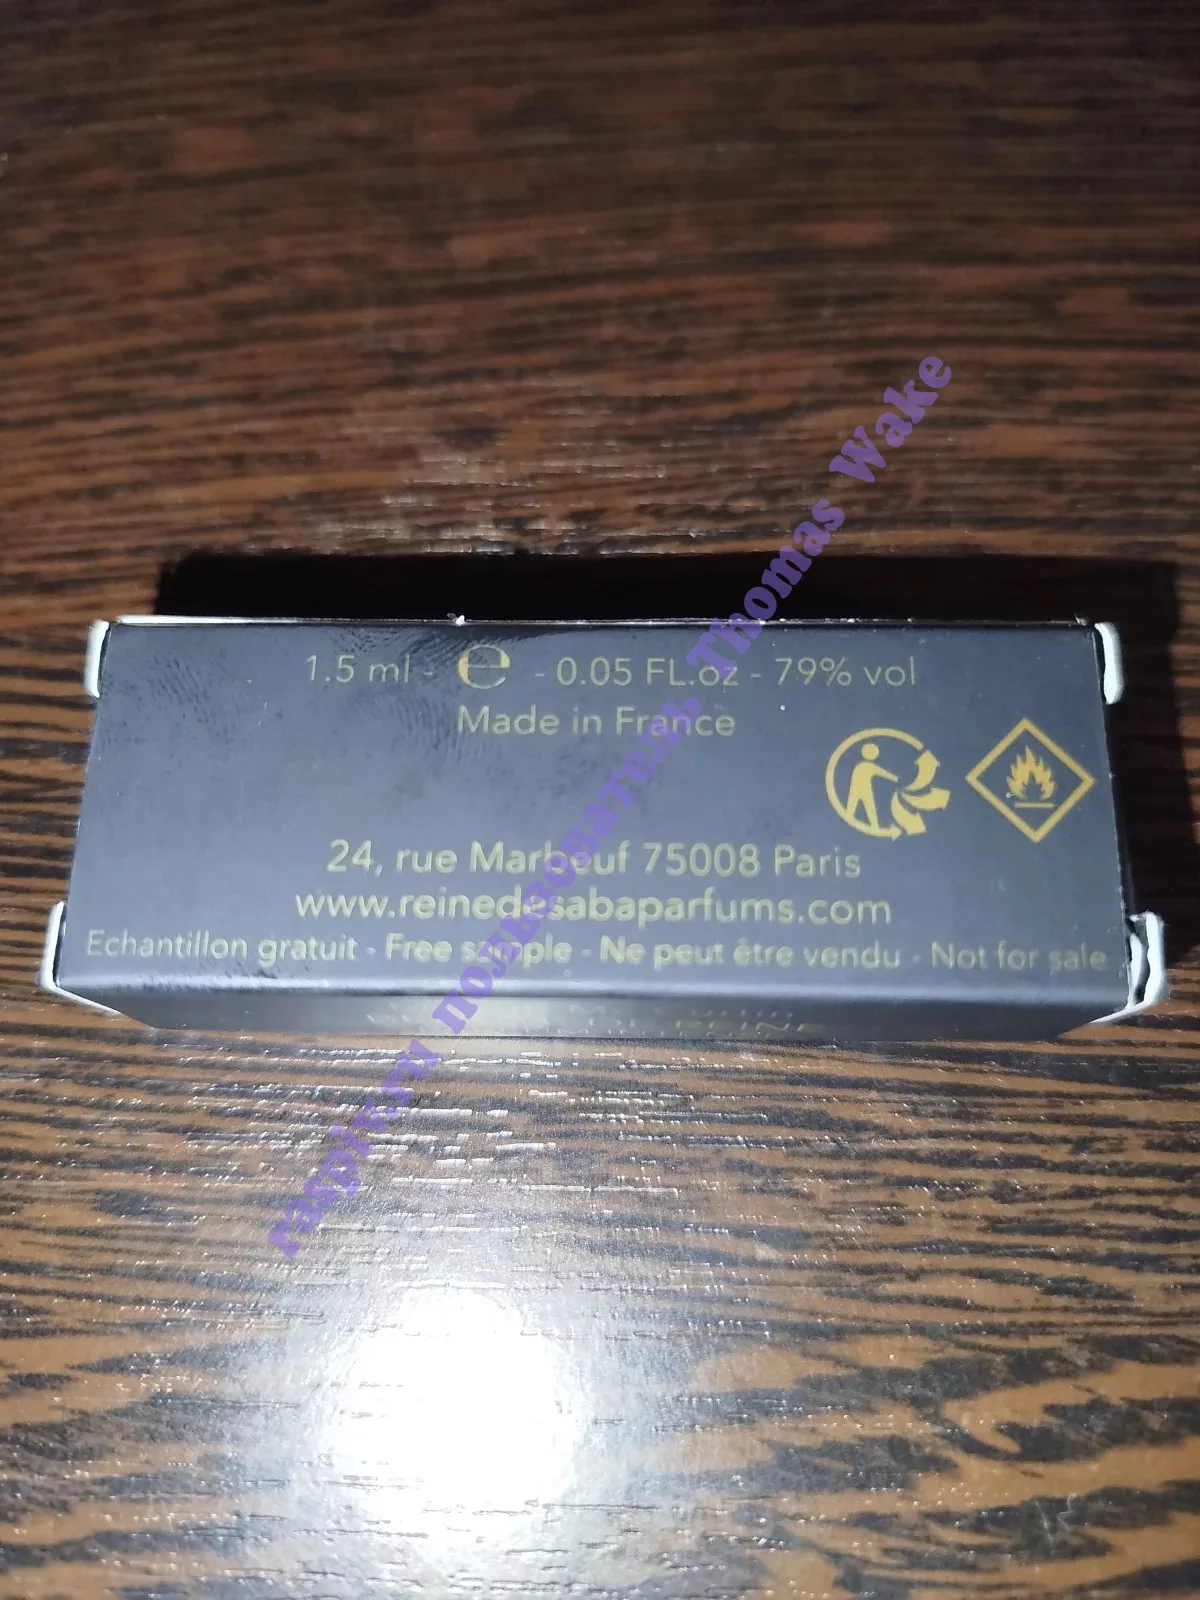 1.5 ml - e - 0.05 FL.oz - 79% vol
Made in France
24, rue Marbeuf 75008 Paris
www.reinedesabaparfums.com
Echantillon gratuit - Free sample - Ne peut être vendu - Not for sale
raspiv.ru пользователь Thomas Wake